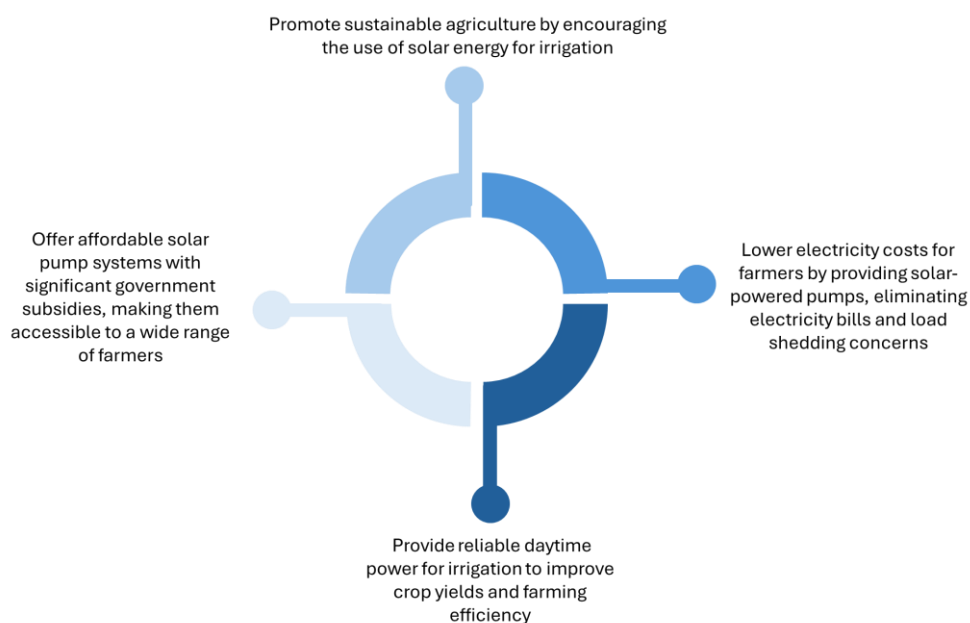 Promote sustainable agriculture by encouraging
the use of solar energy for irrigation
Offer affordable solar
pump systems with
significant government
subsidies, making them
accessible to a wide range
of farmers
Lower electricity costs for
farmers by providing solar-
powered pumps, eliminating
electricity bills and load
shedding concerns
Provide reliable daytime
power for irrigation to improve
crop yields and farming
efficiency